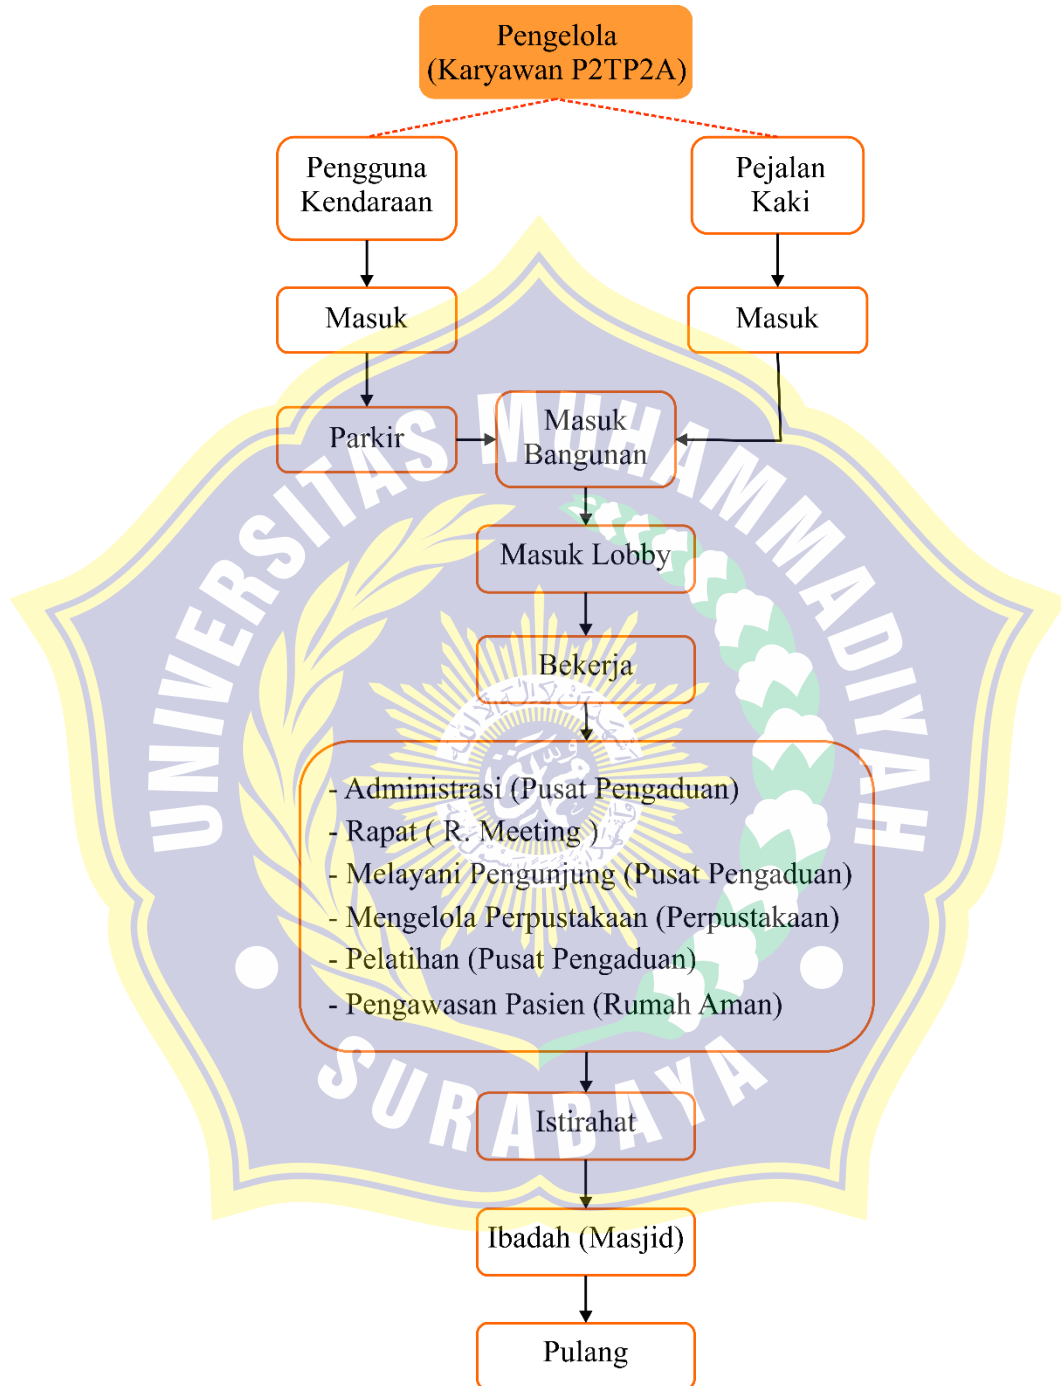 Pengelola
(Karyawan P2TP2A)
Pengguna
Kendaraan
Pejalan
Kaki
Masuk
Masuk
Parkir
Masuk
Bangunan
Masuk Lobby
Bekerja
- Administrasi (Pusat Pengaduan)
- Rapat ( R. Meeting )
- Melayani Pengunjung (Pusat Pengaduan)
- Mengelola Perpustakaan (Perpustakaan)
- Pelatihan (Pusat Pengaduan)
- Pengawasan Pasien (Rumah Aman)
Istirahat
Ibadah (Masjid)
Pulang
UNIVERSITAS MUHAMMADIYAH
SURABAYA